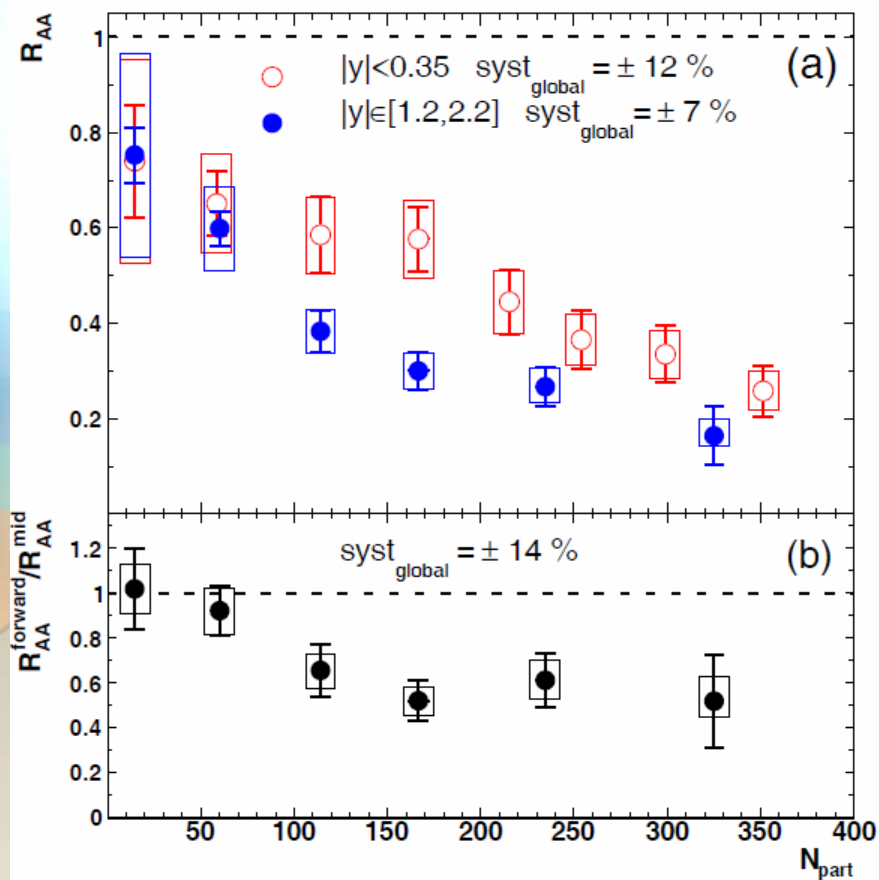 R_AA
1
0.8
0.6
0.4
0.2
|y|<0.35 syst_global = ± 12 %
|y|∈[1.2,2.2] syst_global = ± 7 %
(a)
R_AA^forward/R_AA^mid
1.2
1
0.8
0.6
0.4
0.2
0
syst_global = ± 14 %
(b)
50 100 150 200 250 300 350 400
N_part